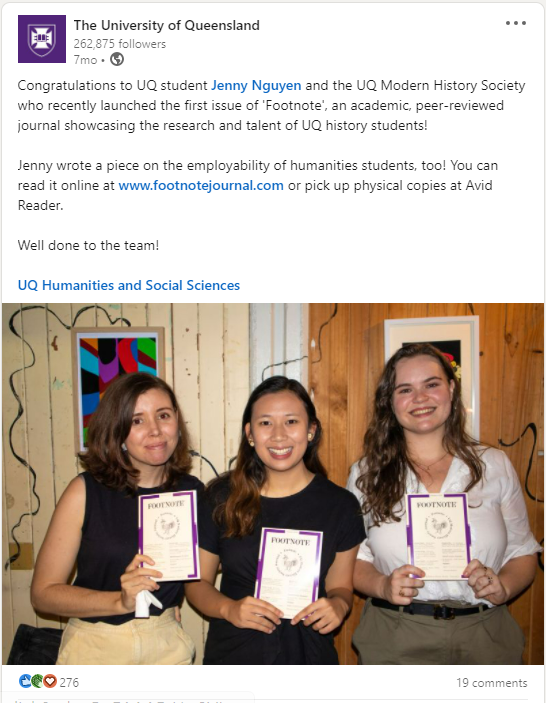 The University of Queensland
262,875 followers
7mo •
Congratulations to UQ student Jenny Nguyen and the UQ Modern History Society
who recently launched the first issue of 'Footnote', an academic, peer-reviewed
journal showcasing the research and talent of UQ history students!
Jenny wrote a piece on the employability of humanities students, too! You can
read it online at www.footnotejournal.com or pick up physical copies at Avid
Reader.
Well done to the team!
UQ Humanities and Social Sciences
FOOTNOTE
FOOTNOTE
FOOTNOTE
276
19 comments